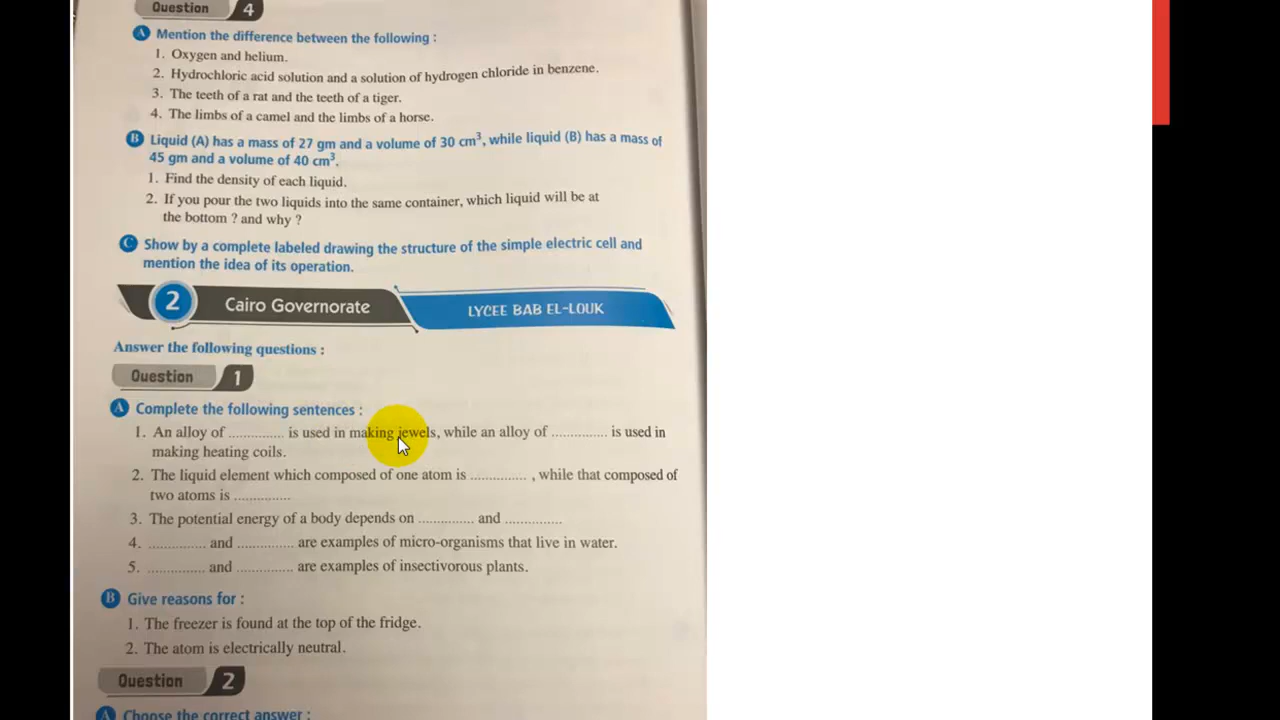 Question 4
A Mention the difference between the following :
1. Oxygen and helium.
2. Hydrochloric acid solution and a solution of hydrogen chloride in benzene.
3. The teeth of a rat and the teeth of a tiger.
4. The limbs of a camel and the limbs of a horse.
B Liquid (A) has a mass of 27 gm and a volume of 30 cm³, while liquid (B) has a mass of
45 gm and a volume of 40 cm³.
1. Find the density of each liquid.
2. If you pour the two liquids into the same container, which liquid will be at
the bottom ? and why ?
C Show by a complete labeled drawing the structure of the simple electric cell and
mention the idea of its operation.
2 Cairo Governorate LYCEE BAB EL-LOUK
Answer the following questions :
Question 1
A Complete the following sentences :
1. An alloy of .............. is used in making jewels, while an alloy of .............. is used in
making heating coils.
2. The liquid element which composed of one atom is .............. , while that composed of
two atoms is ..............
3. The potential energy of a body depends on .............. and ..............
4. .............. and .............. are examples of micro-organisms that live in water.
5. .............. and .............. are examples of insectivorous plants.
B Give reasons for :
1. The freezer is found at the top of the fridge.
2. The atom is electrically neutral.
Question 2
A Choose the correct answer :